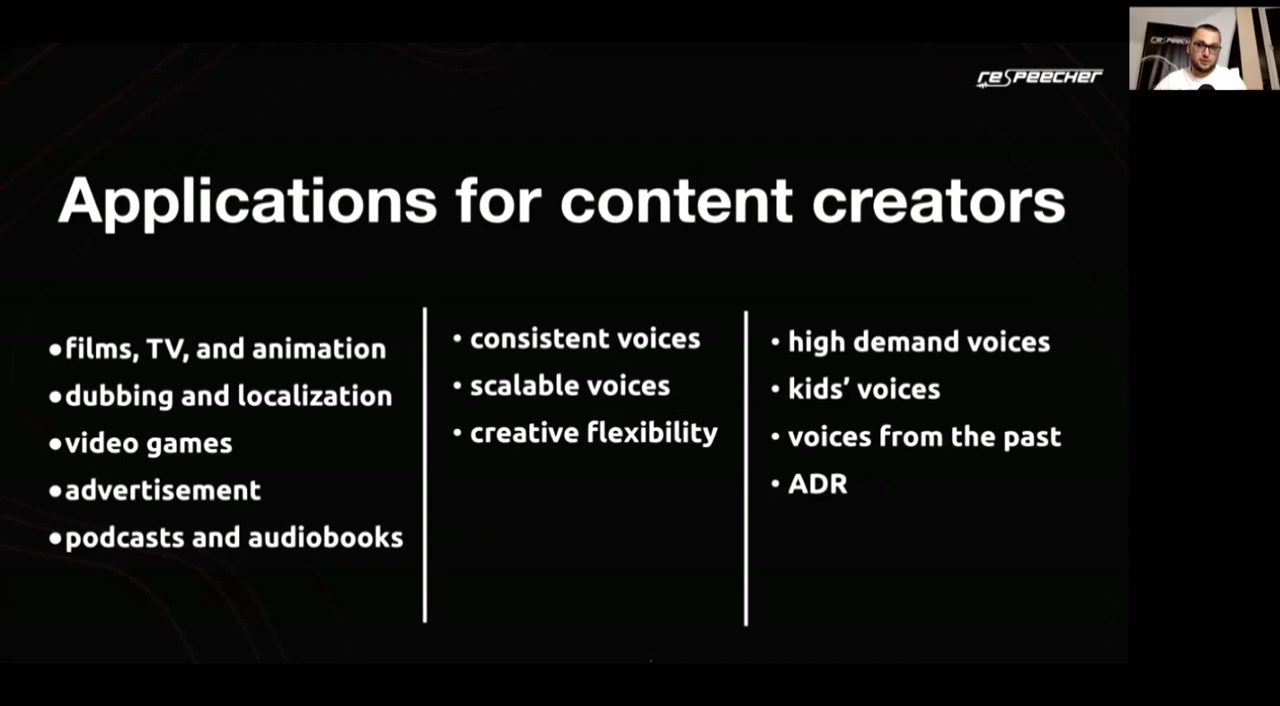 reSPEECHER
Applications for content creators
•films, TV, and animation
•dubbing and localization
•video games
•advertisement
•podcasts and audiobooks
• consistent voices
• scalable voices
• creative flexibility
• high demand voices
• kids’ voices
• voices from the past
• ADR